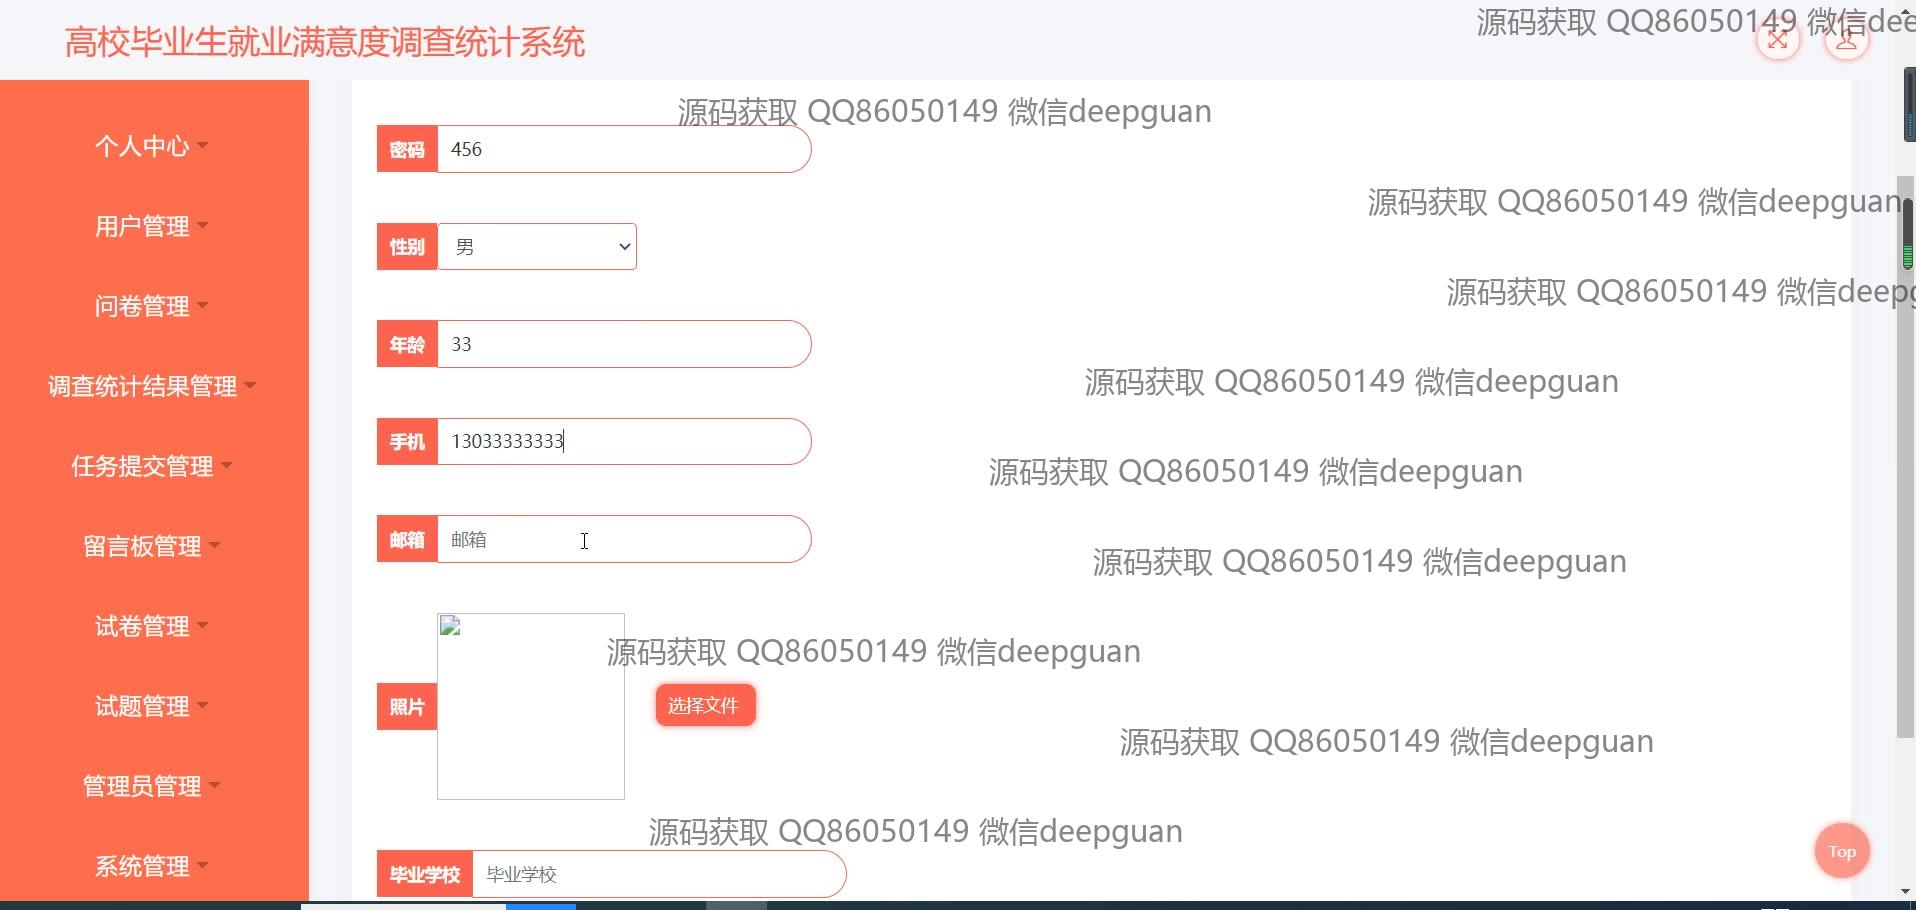 源码获取 QQ86050149 微信dee
高校毕业生就业满意度调查统计系统
源码获取 QQ86050149 微信deepguan
个人中心
密码 456
源码获取 QQ86050149 微信deepguan
用户管理
性别 男
源码获取 QQ86050149 微信deepg
问卷管理
年龄 33
源码获取 QQ86050149 微信deepguan
调查统计结果管理
手机 13033333333
源码获取 QQ86050149 微信deepguan
任务提交管理
邮箱 邮箱
留言板管理
源码获取 QQ86050149 微信deepguan
试卷管理
源码获取 QQ86050149 微信deepguan
照片 选择文件
试题管理
源码获取 QQ86050149 微信deepguan
管理员管理
源码获取 QQ86050149 微信deepguan
Top
系统管理
毕业学校 毕业学校